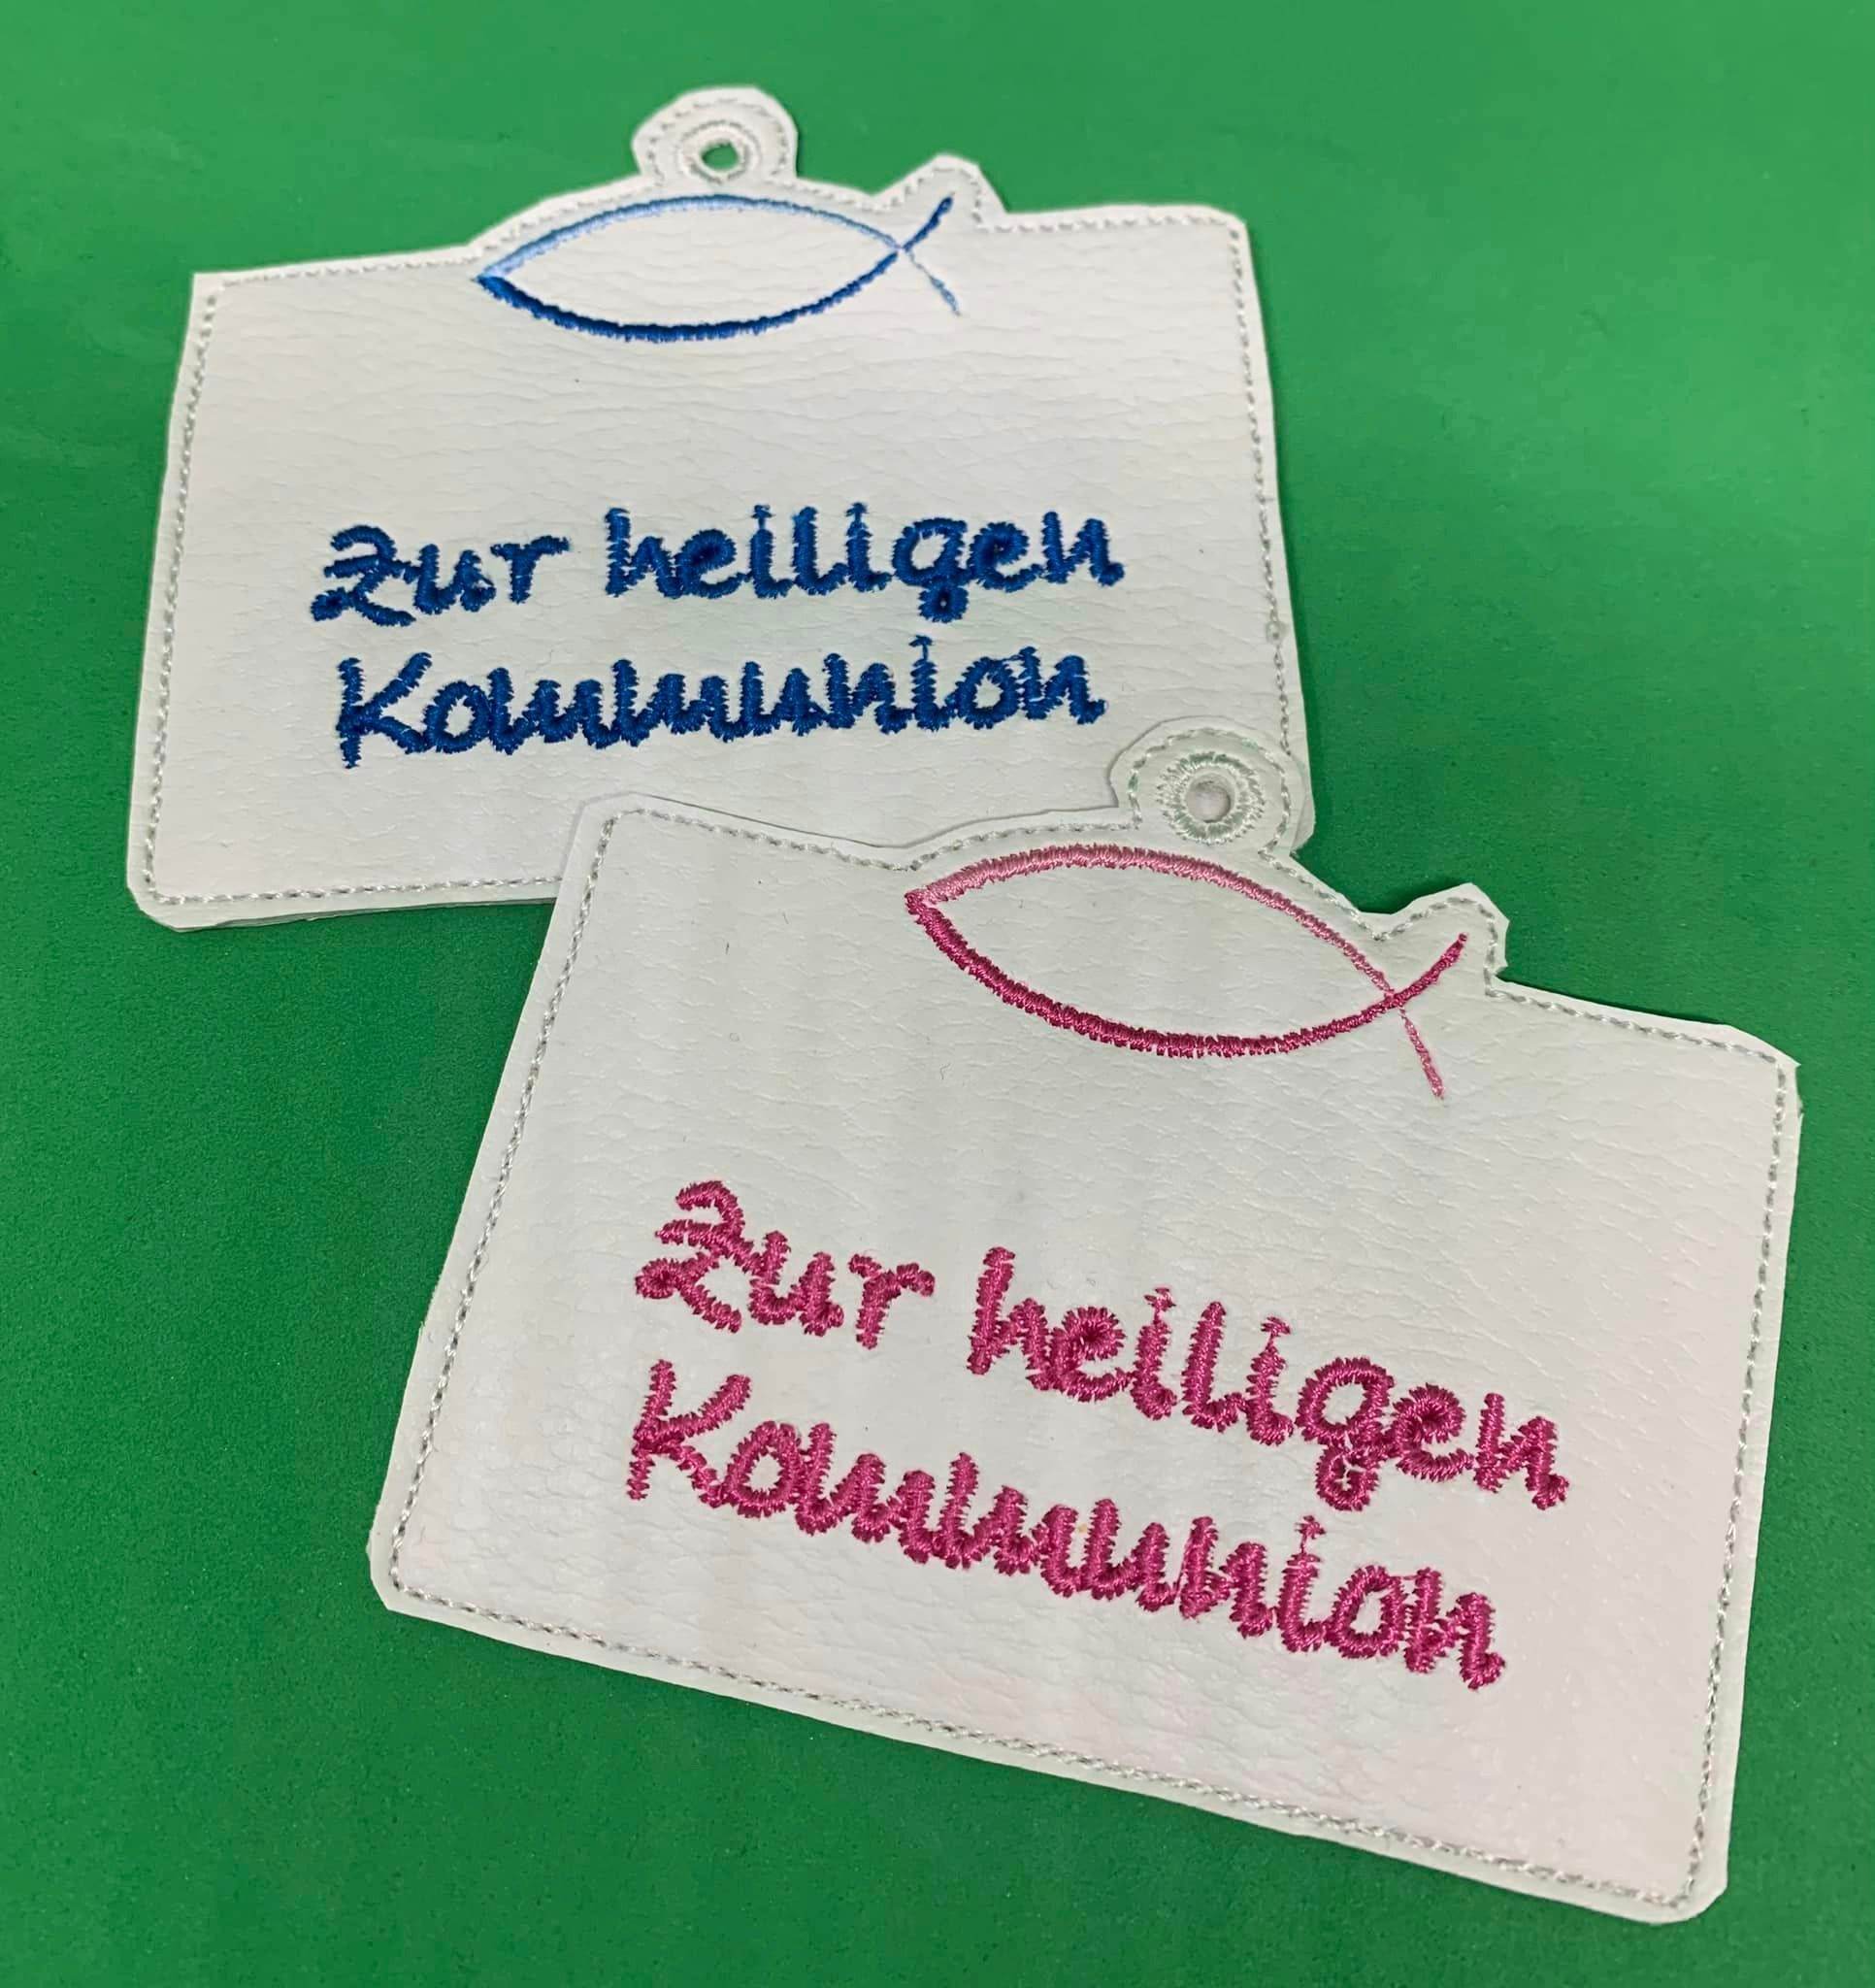 Zur heiligen
Kommunion
Zur heiligen
Kommunion